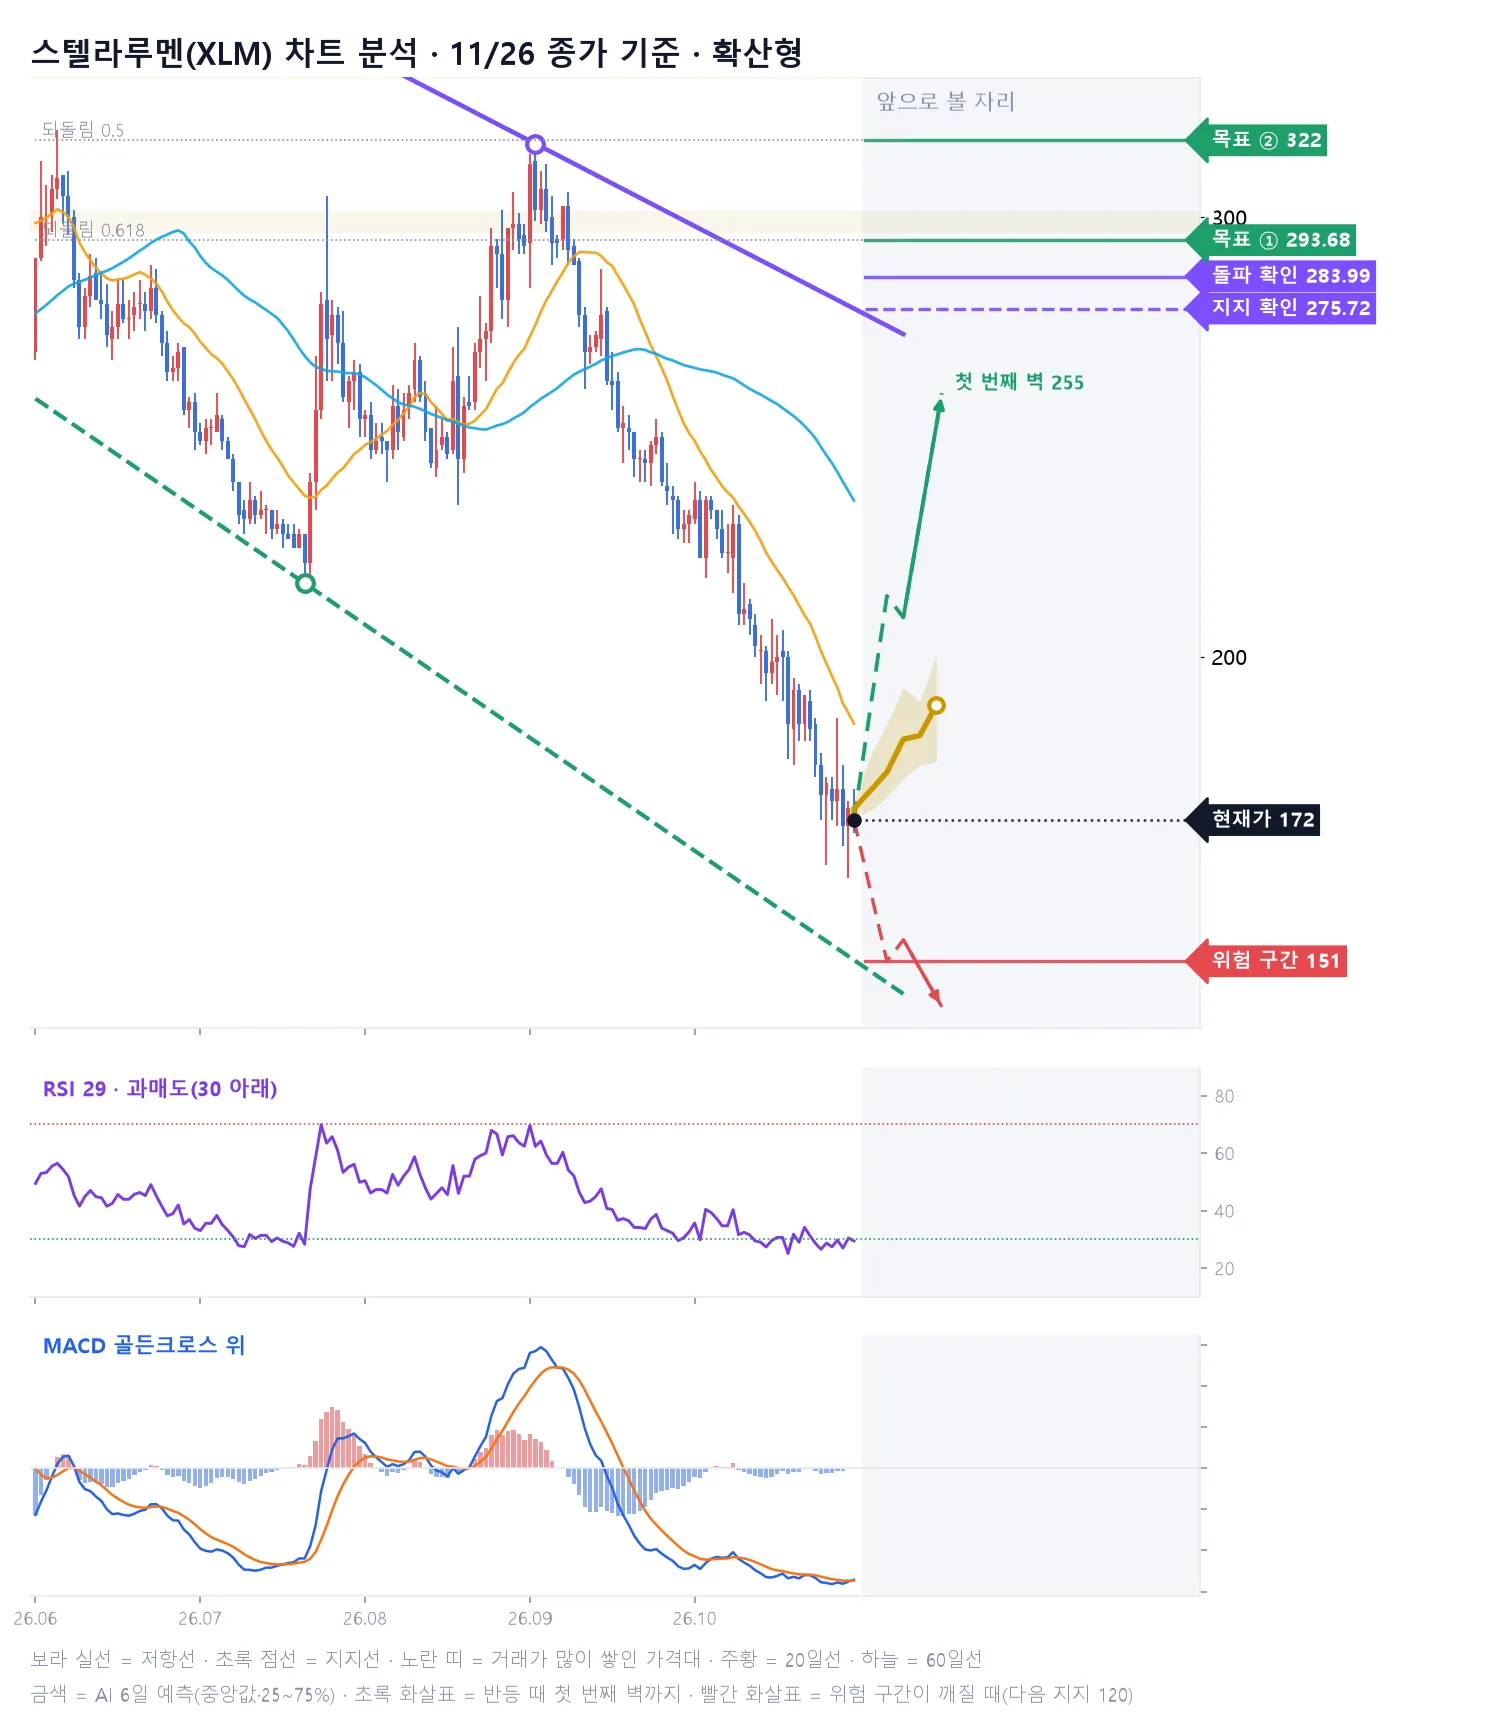 스텔라루멘(XLM) 차트 분석 · 11/26 종가 기준 · 확산형
앞으로 볼 자리
되돌림 0.5
목표 ② 322
300
되돌림 0.618
목표 ① 293.68
돌파 확인 283.99
지지 확인 275.72
첫 번째 벽 255
200
현재가 172
위험 구간 151
RSI 29 · 과매도(30 아래)
80
60
40
20
MACD 골든크로스 위
26.06
26.07
26.08
26.09
26.10
보라 실선 = 저항선 · 초록 점선 = 지지선 · 노란 띠 = 거래가 많이 쌓인 가격대 · 주황 = 20일선 · 하늘 = 60일선
금색 = AI 6일 예측(중앙값·25~75%) · 초록 화살표 = 반등 때 첫 번째 벽까지 · 빨간 화살표 = 위험 구간이 깨질 때(다음 지지 120)